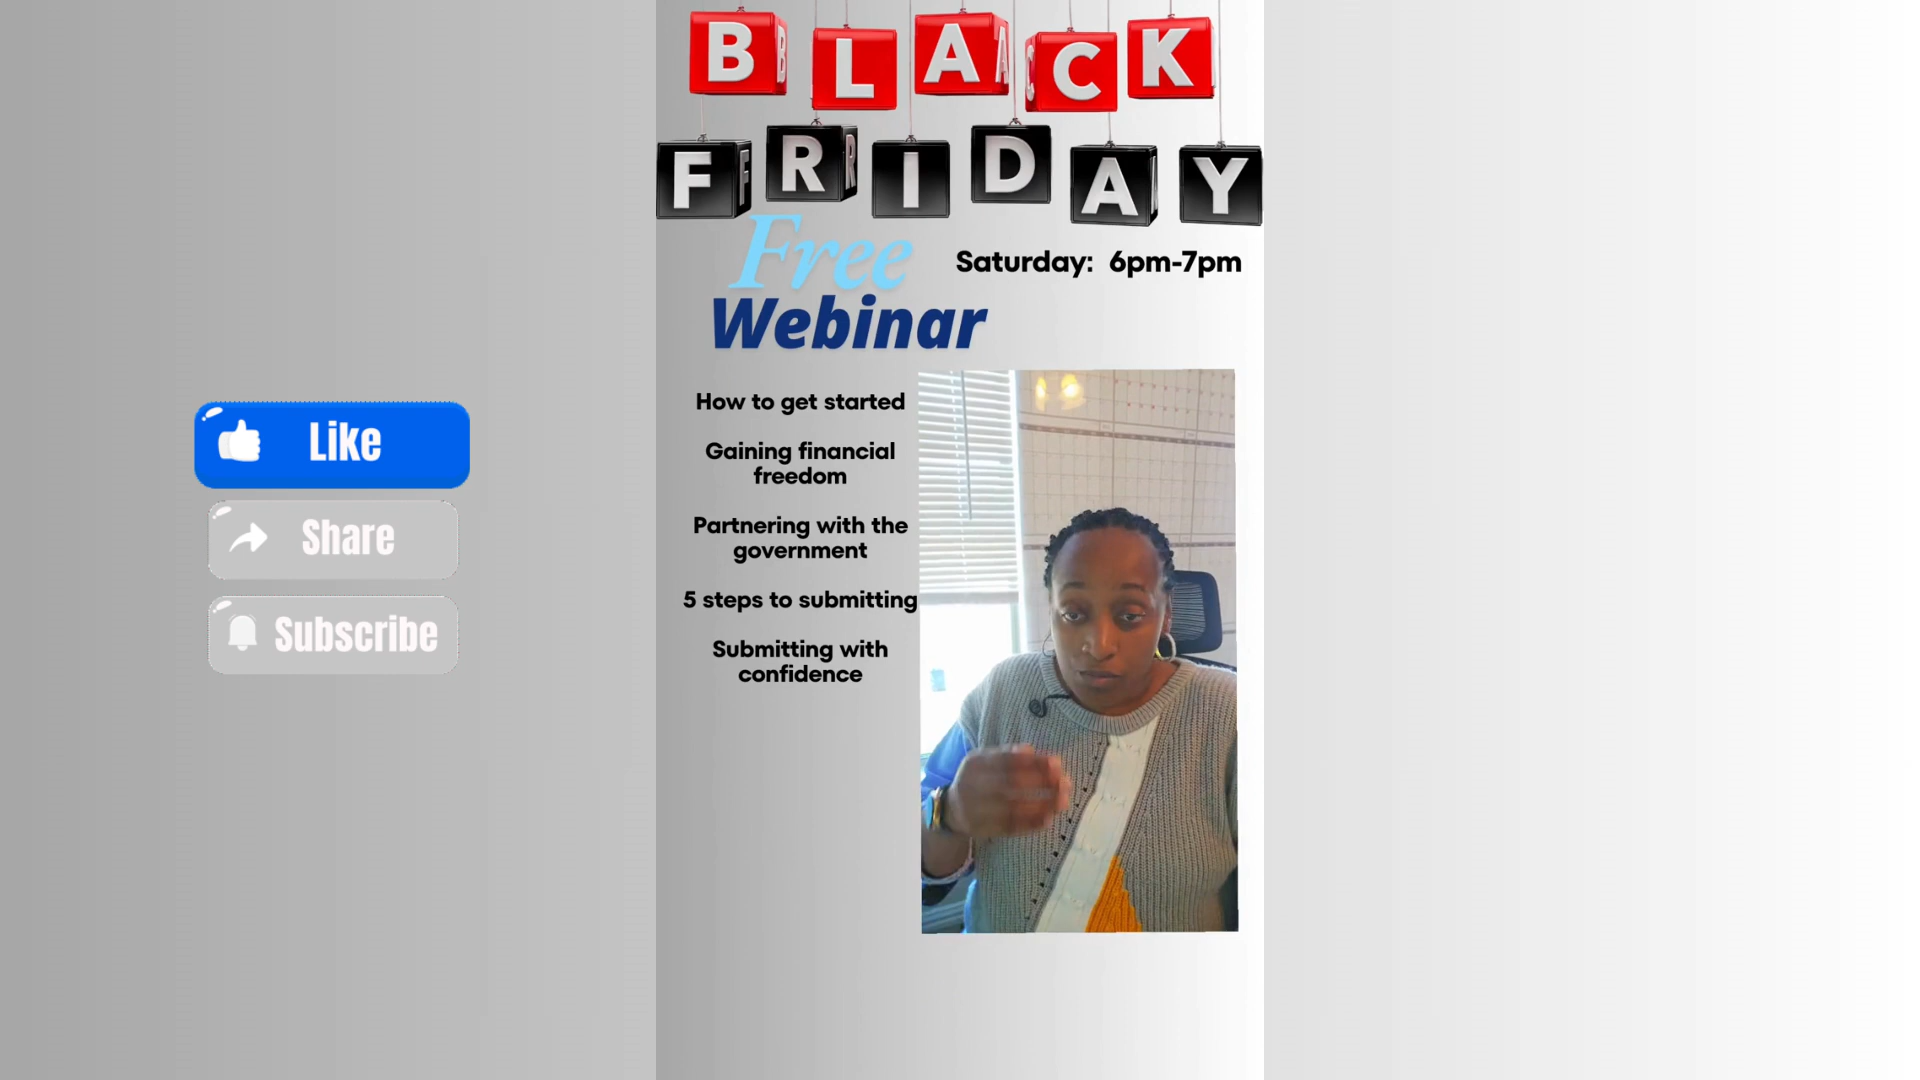 BLACK
FRIDAY
Free
Webinar
Saturday: 6pm-7pm
How to get started
Gaining financial
freedom
Partnering with the
government
5 steps to submitting
Submitting with
confidence
Like
Share
Subscribe